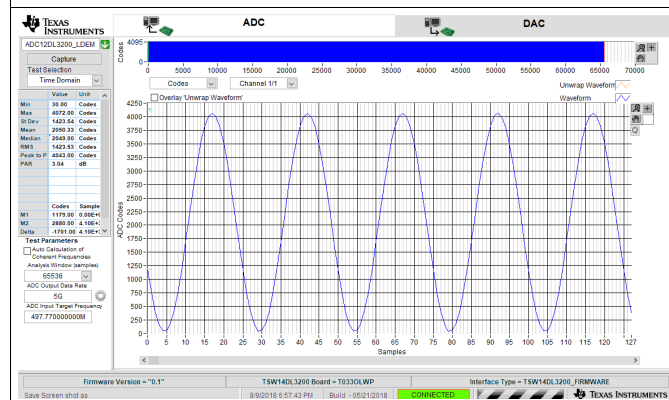 TEXAS INSTRUMENTS
ADC
DAC
ADC12DL3200_LDEM
Capture
Test Selection
Time Domain
Value Unit
Min 30.00 Codes
Max 4072.00 Codes
St Dev 1423.54 Codes
Mean 2050.33 Codes
Median 2049.00 Codes
RMS 1423.53 Codes
Peak to P 4043.00 Codes
PAR 3.04 dB
Codes Sample
M1 1179.00 0.00E+0
M2 2880.00 4.10E+3
Delta -1701.00 4.10E+3
Test Parameters
Auto Calculation of
Coherent Frequencies
Analysis Window (samples)
65536
ADC Output Data Rate
5G
ADC Input Target Frequency
497.770000000M
Codes
4095
0
0 5000 10000 15000 20000 25000 30000 35000 40000 45000 50000 55000 60000 65000 70000
Codes Channel 1/1 Unwrap Waveform
Overlay 'Unwrap Waveform' Waveform
ADC Codes
4250
4000
3750
3500
3250
3000
2750
2500
2250
2000
1750
1500
1250
1000
750
500
250
0
0 5 10 15 20 25 30 35 40 45 50 55 60 65 70 75 80 85 90 95 100 105 110 115 120 127
Samples
Firmware Version = "0.1" TSW14DL3200 Board = T033OLWP Interface Type = TSW14DL3200_FIRMWARE
Save Screen shot as 8/9/2018 6:57:43 PM Build - 05/21/2018 CONNECTED TEXAS INSTRUMENTS